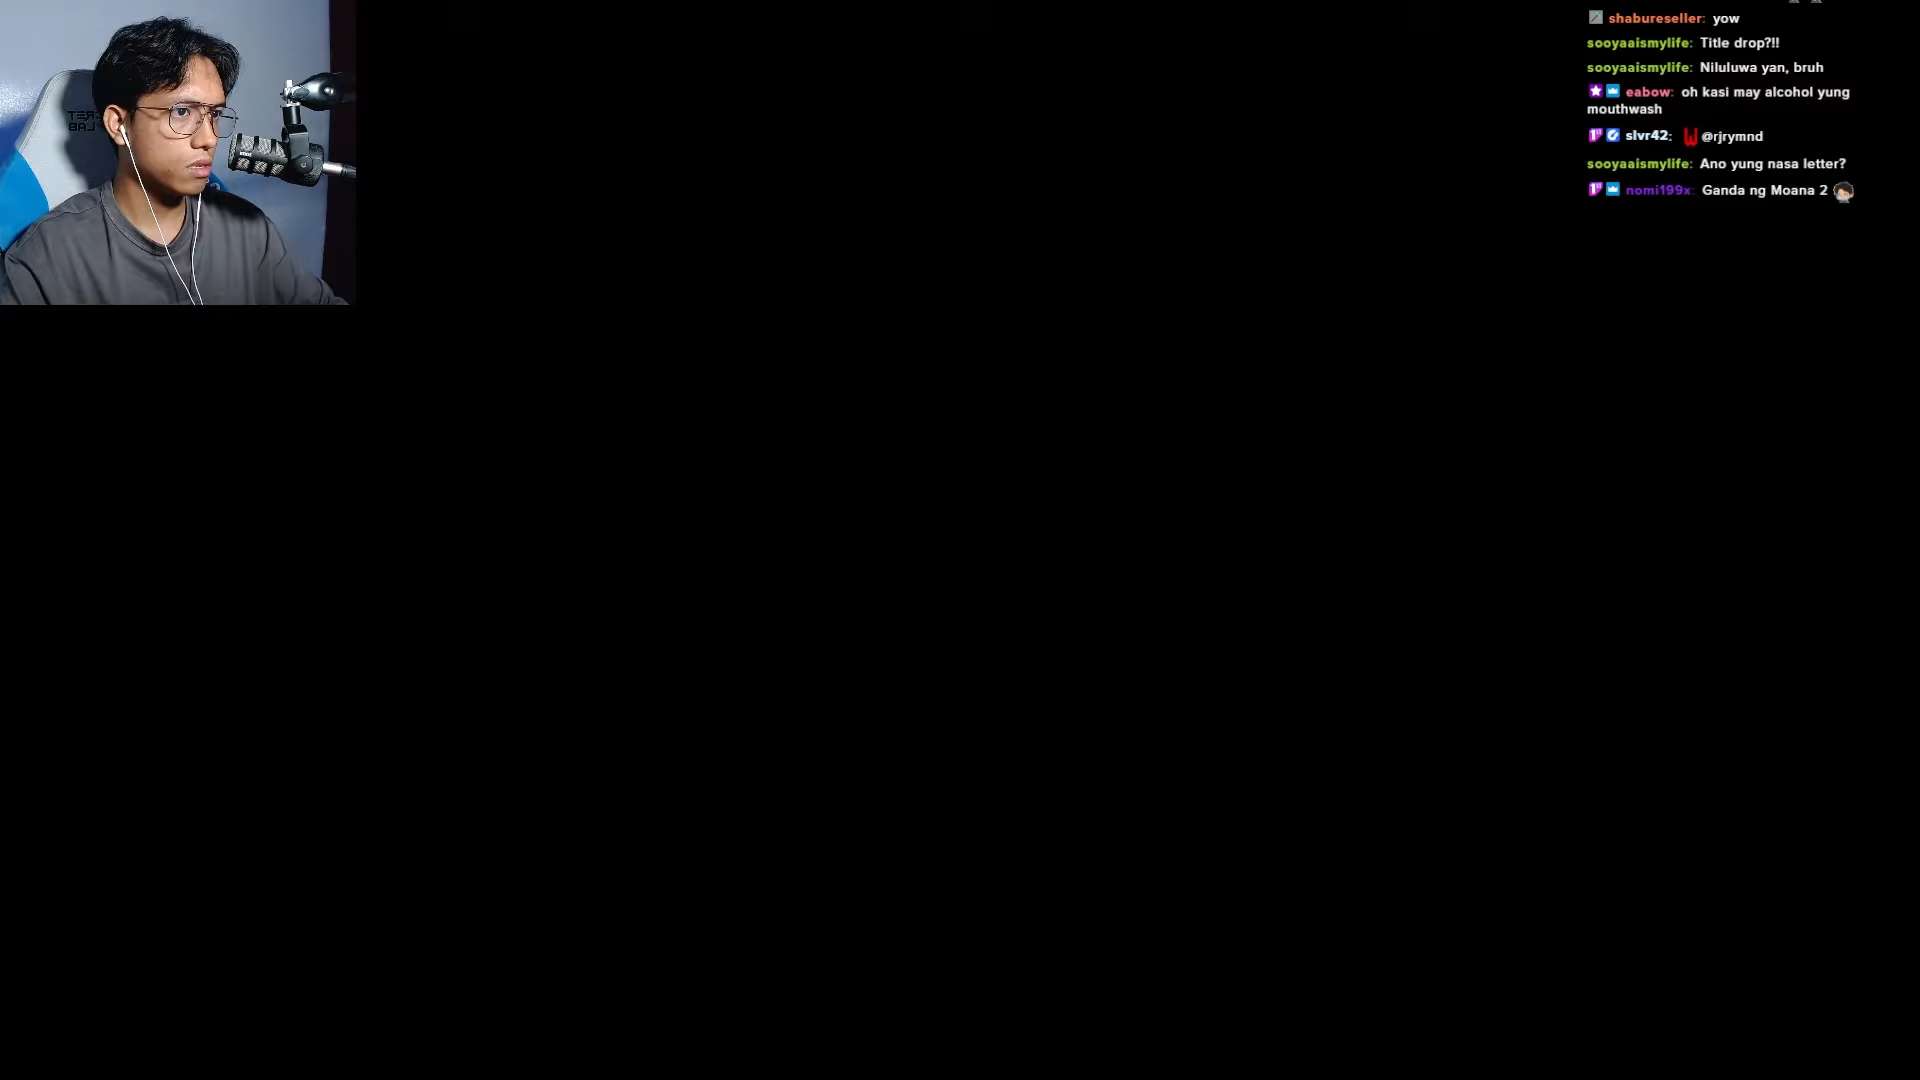 shabureseller: yow
sooyaaismylife: Title drop?!!
sooyaaismylife: Niluluwa yan, bruh
eabow: oh kasi may alcohol yung
mouthwash
slvr42: @rjrymnd
sooyaaismylife: Ano yung nasa letter?
nomi199x: Ganda ng Moana 2